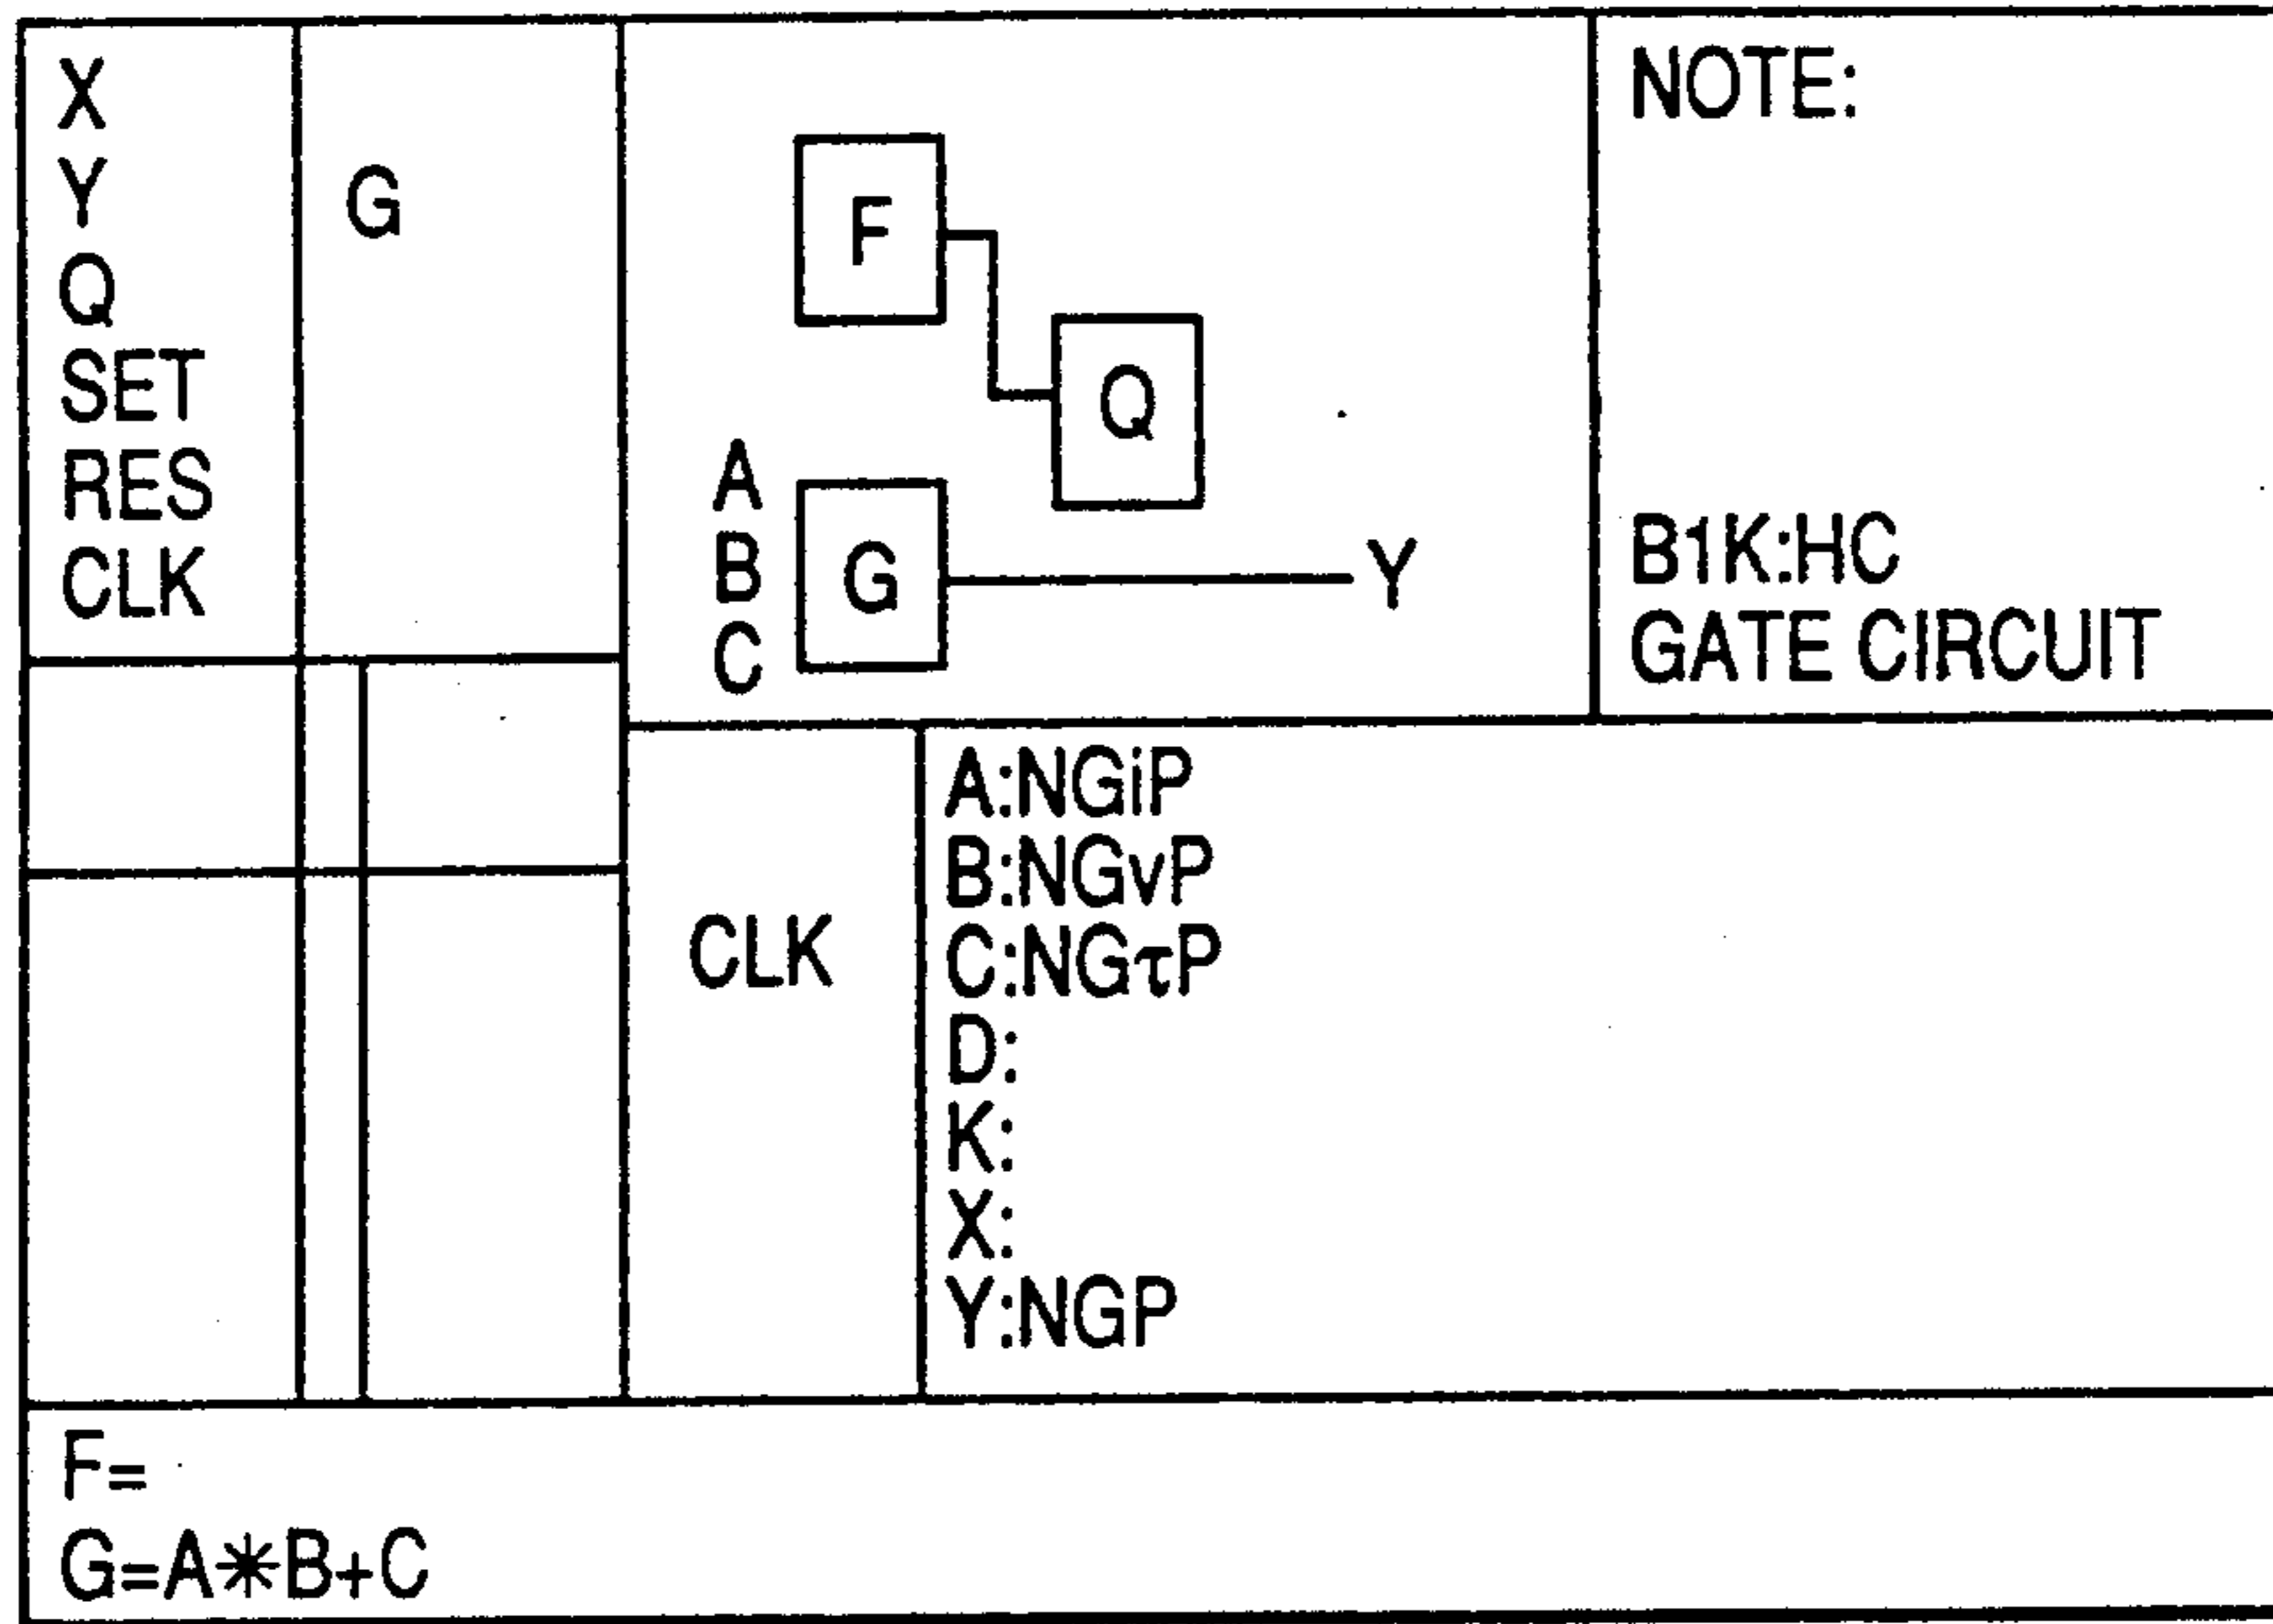 X
Y
Q
SET
RES
CLK
G
F
Q
A
B
C
G
Y
NOTE:
B1K:HC
GATE CIRCUIT
CLK
A:NGiP
B:NGvP
C:NGτP
D:
K:
X:
Y:NGP
F=
G=A*B+C